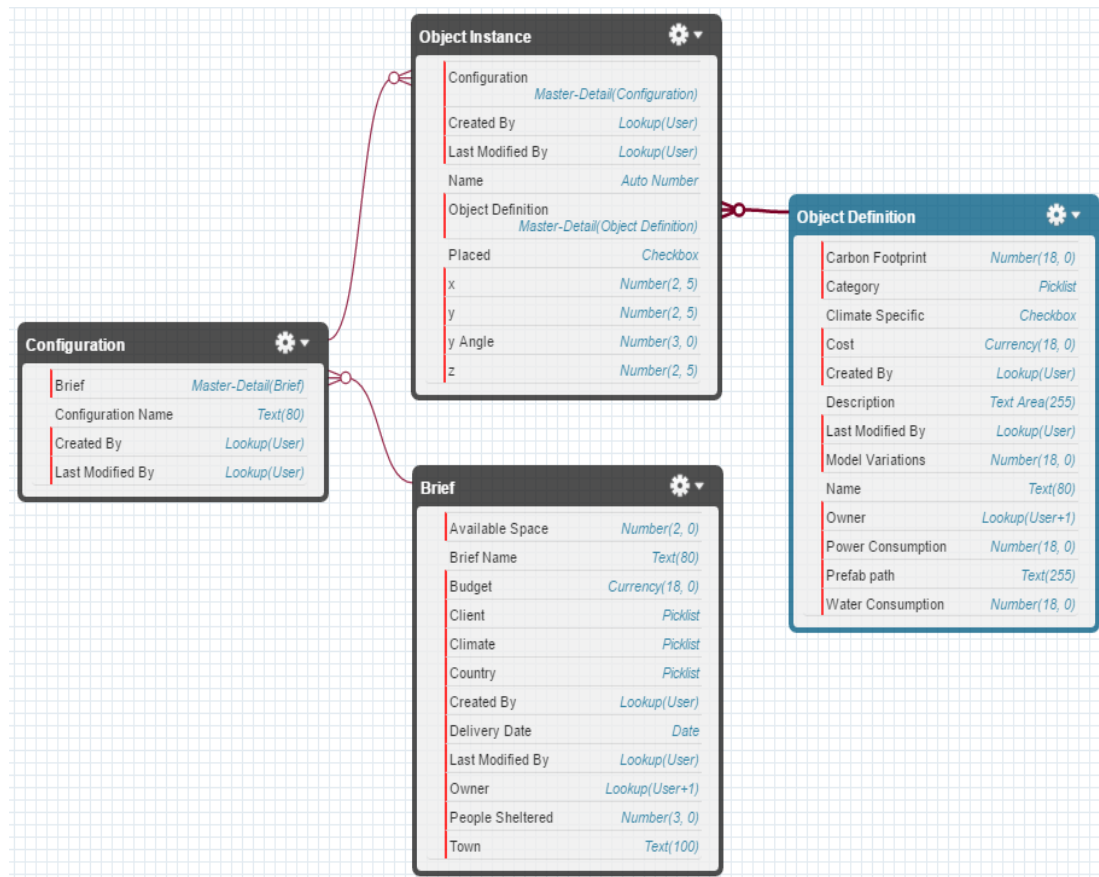 Object Instance
Configuration
Master-Detail(Configuration)
Created By Lookup(User)
Last Modified By Lookup(User)
Name Auto Number
Object Definition
Master-Detail(Object Definition)
Placed Checkbox
x Number(2, 5)
y Number(2, 5)
y Angle Number(3, 0)
z Number(2, 5)
Object Definition
Carbon Footprint Number(18, 0)
Category Picklist
Climate Specific Checkbox
Cost Currency(18, 0)
Created By Lookup(User)
Description Text Area(255)
Last Modified By Lookup(User)
Model Variations Number(18, 0)
Name Text(80)
Owner Lookup(User+1)
Power Consumption Number(18, 0)
Prefab path Text(255)
Water Consumption Number(18, 0)
Configuration
Brief Master-Detail(Brief)
Configuration Name Text(80)
Created By Lookup(User)
Last Modified By Lookup(User)
Brief
Available Space Number(2, 0)
Brief Name Text(80)
Budget Currency(18, 0)
Client Picklist
Climate Picklist
Country Picklist
Created By Lookup(User)
Delivery Date Date
Last Modified By Lookup(User)
Owner Lookup(User+1)
People Sheltered Number(3, 0)
Town Text(100)